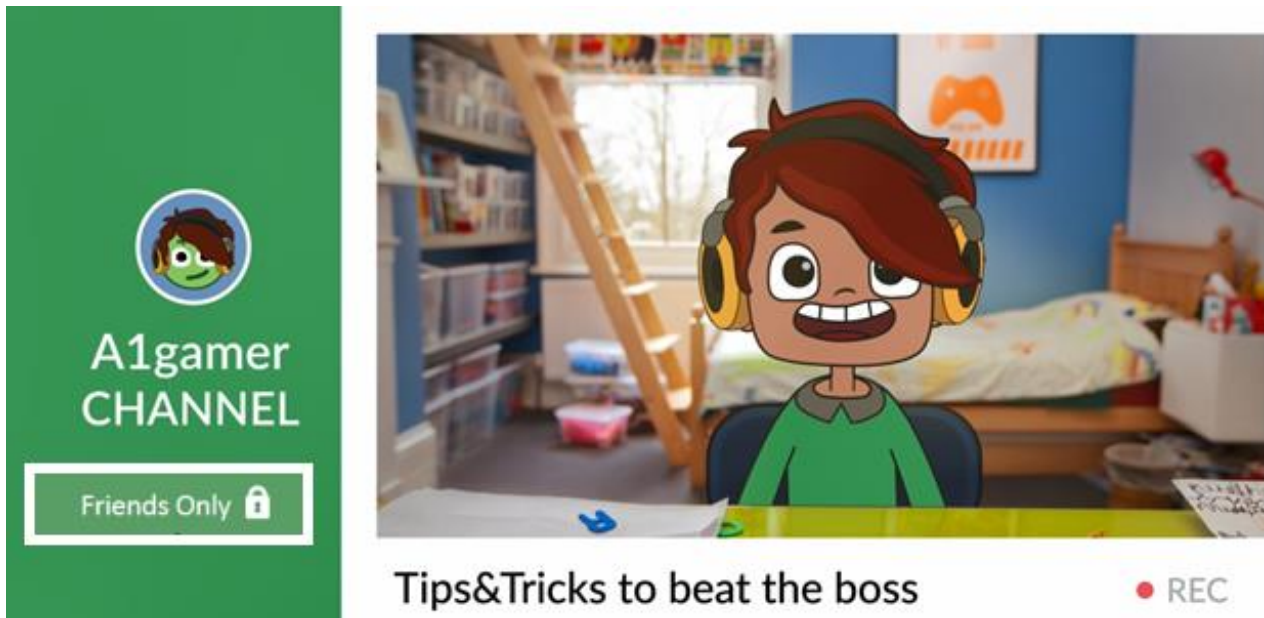 A1gamer
CHANNEL
Friends Only
Tips&Tricks to beat the boss
REC